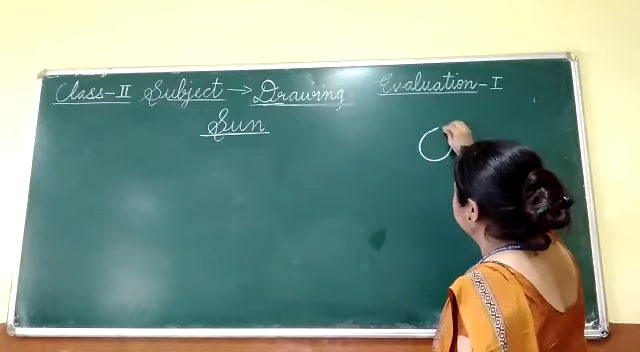 Class-II Subject → Drawing Evaluation-I
Sun